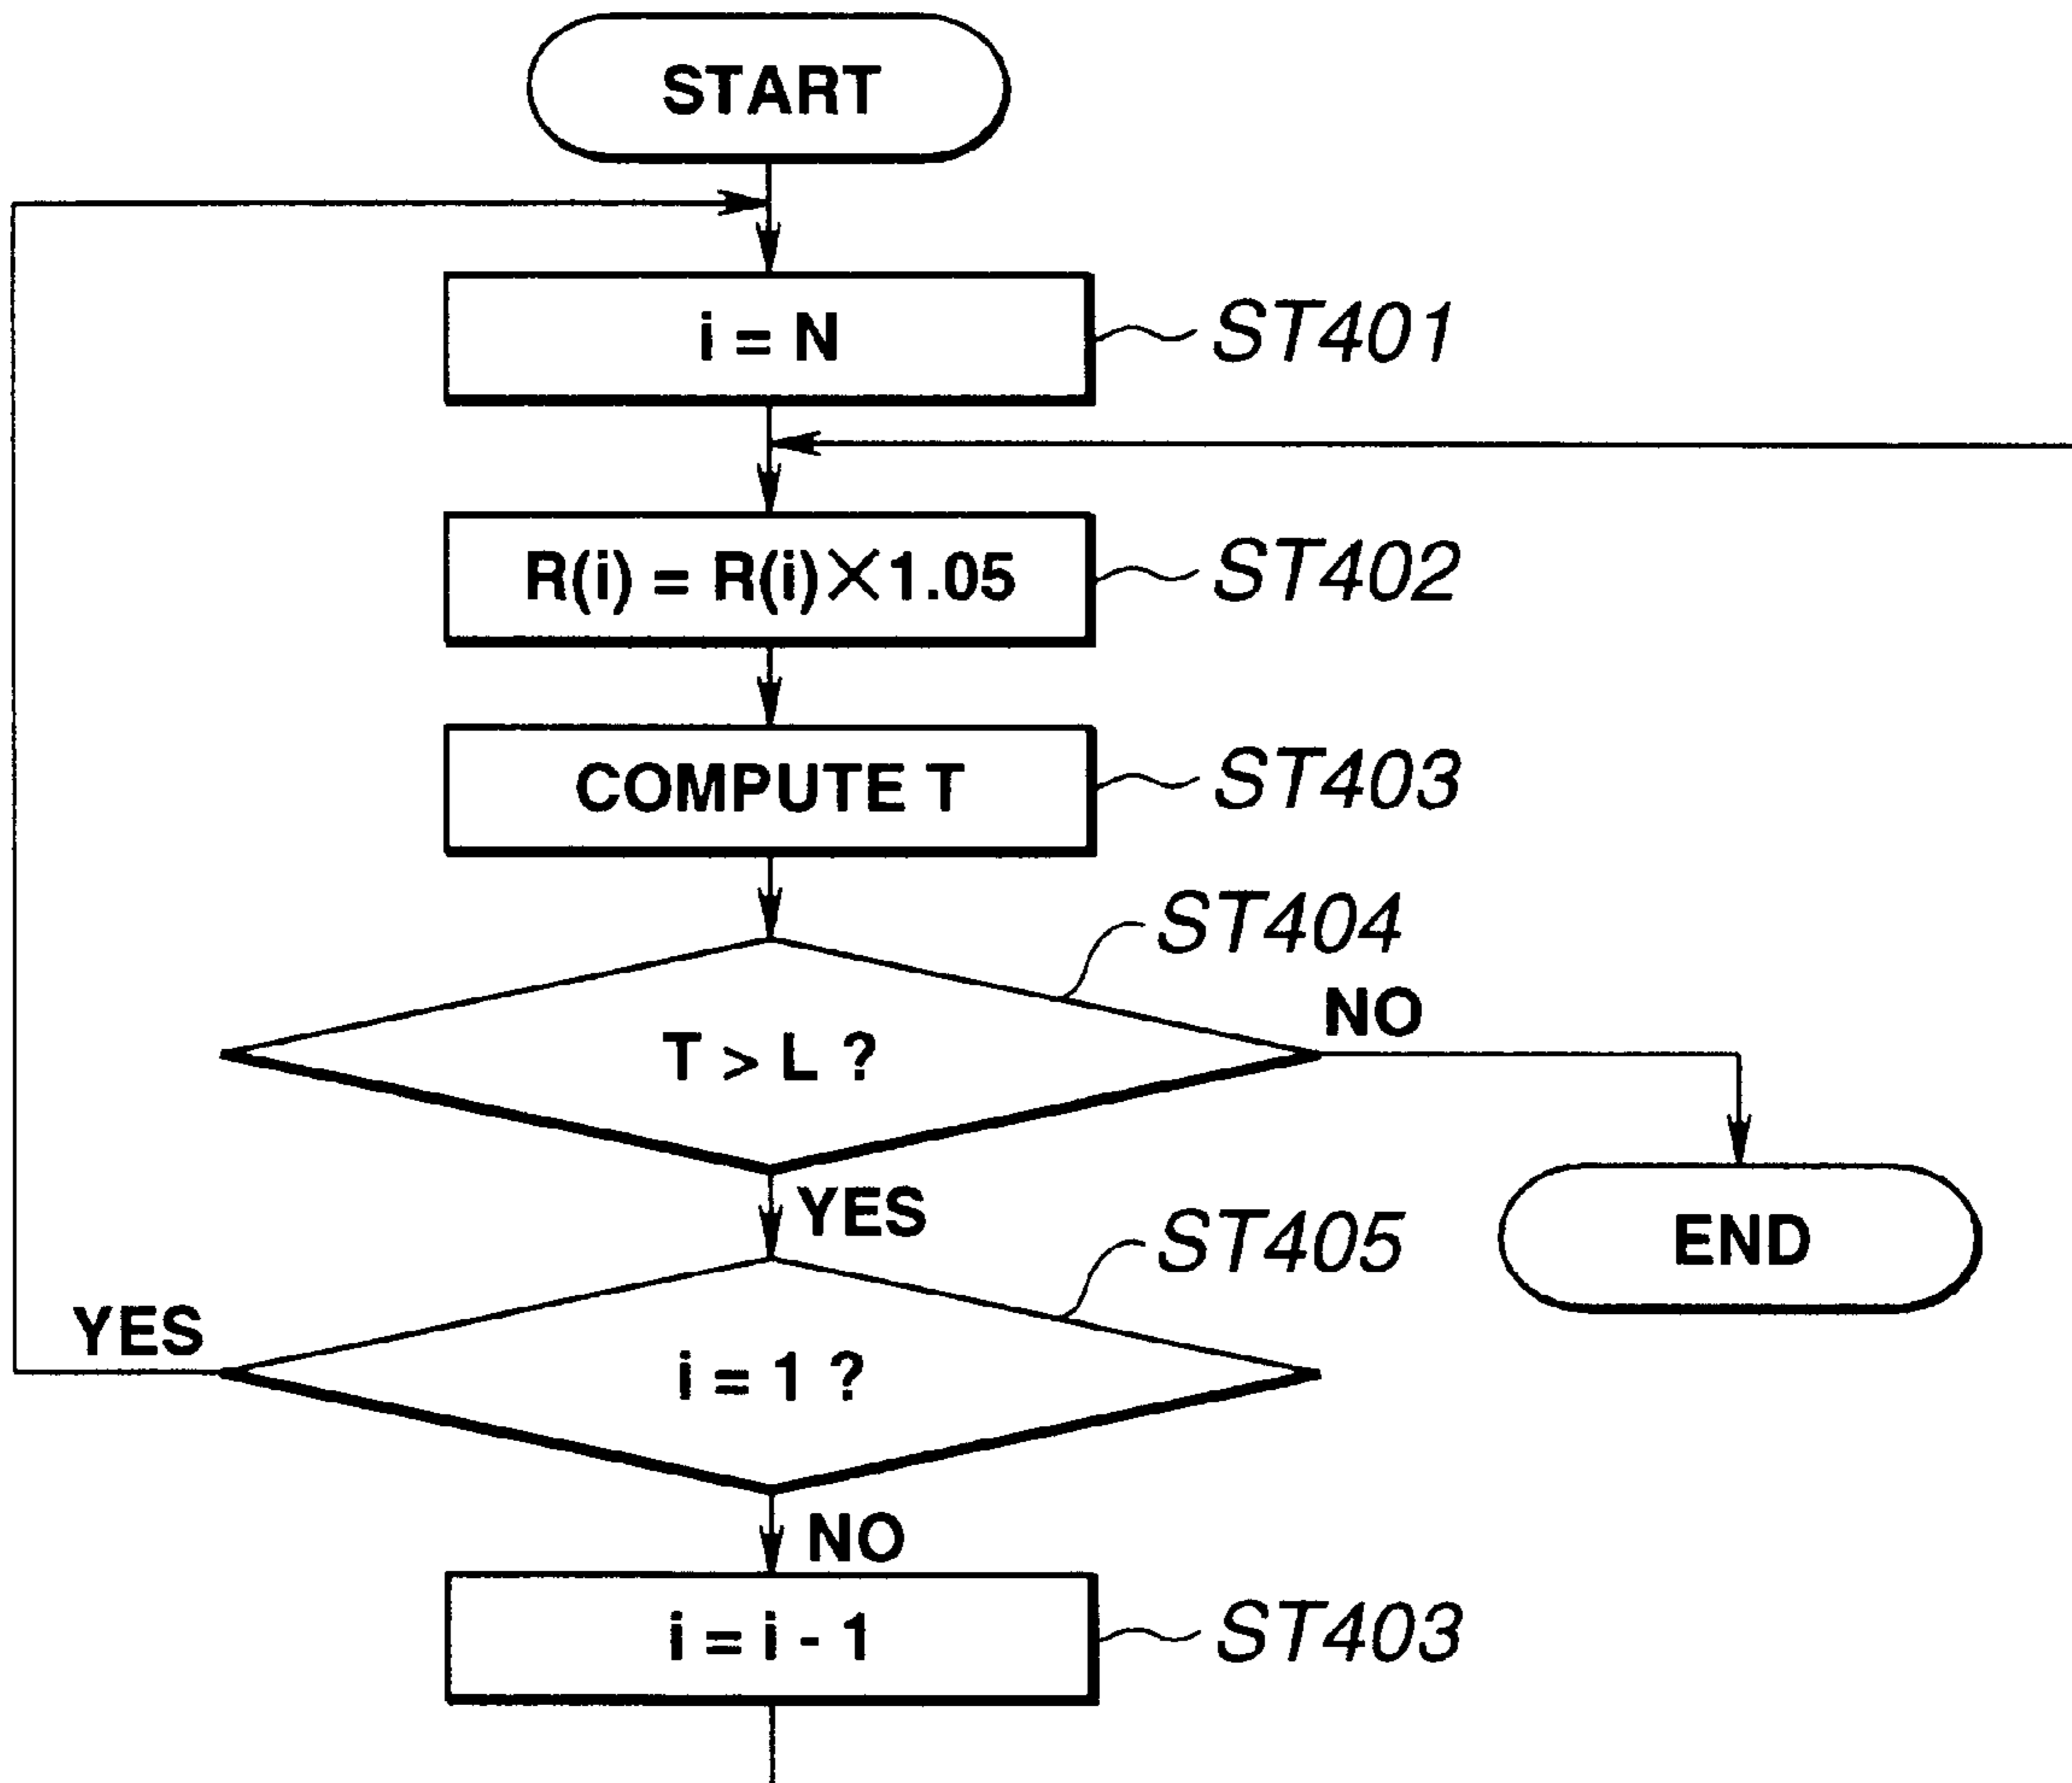 START
i = N
ST401
R(i) = R(i)×1.05
ST402
COMPUTE T
ST403
ST404
T > L ?
NO
YES
END
ST405
YES
i = 1 ?
NO
i = i - 1
ST403